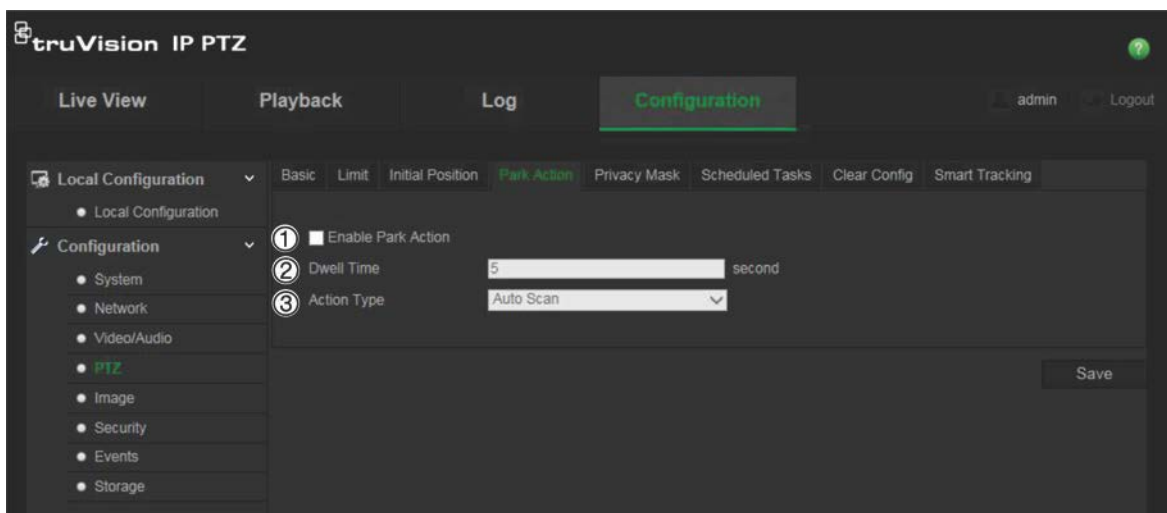 truVision IP PTZ
?
Live View Playback Log Configuration admin Logout
Local Configuration
Local Configuration
Configuration
System
Network
Video/Audio
PTZ
Image
Security
Events
Storage
Basic Limit Initial Position Park Action Privacy Mask Scheduled Tasks Clear Config Smart Tracking
① Enable Park Action
② Dwell Time 5 second
③ Action Type Auto Scan
Save